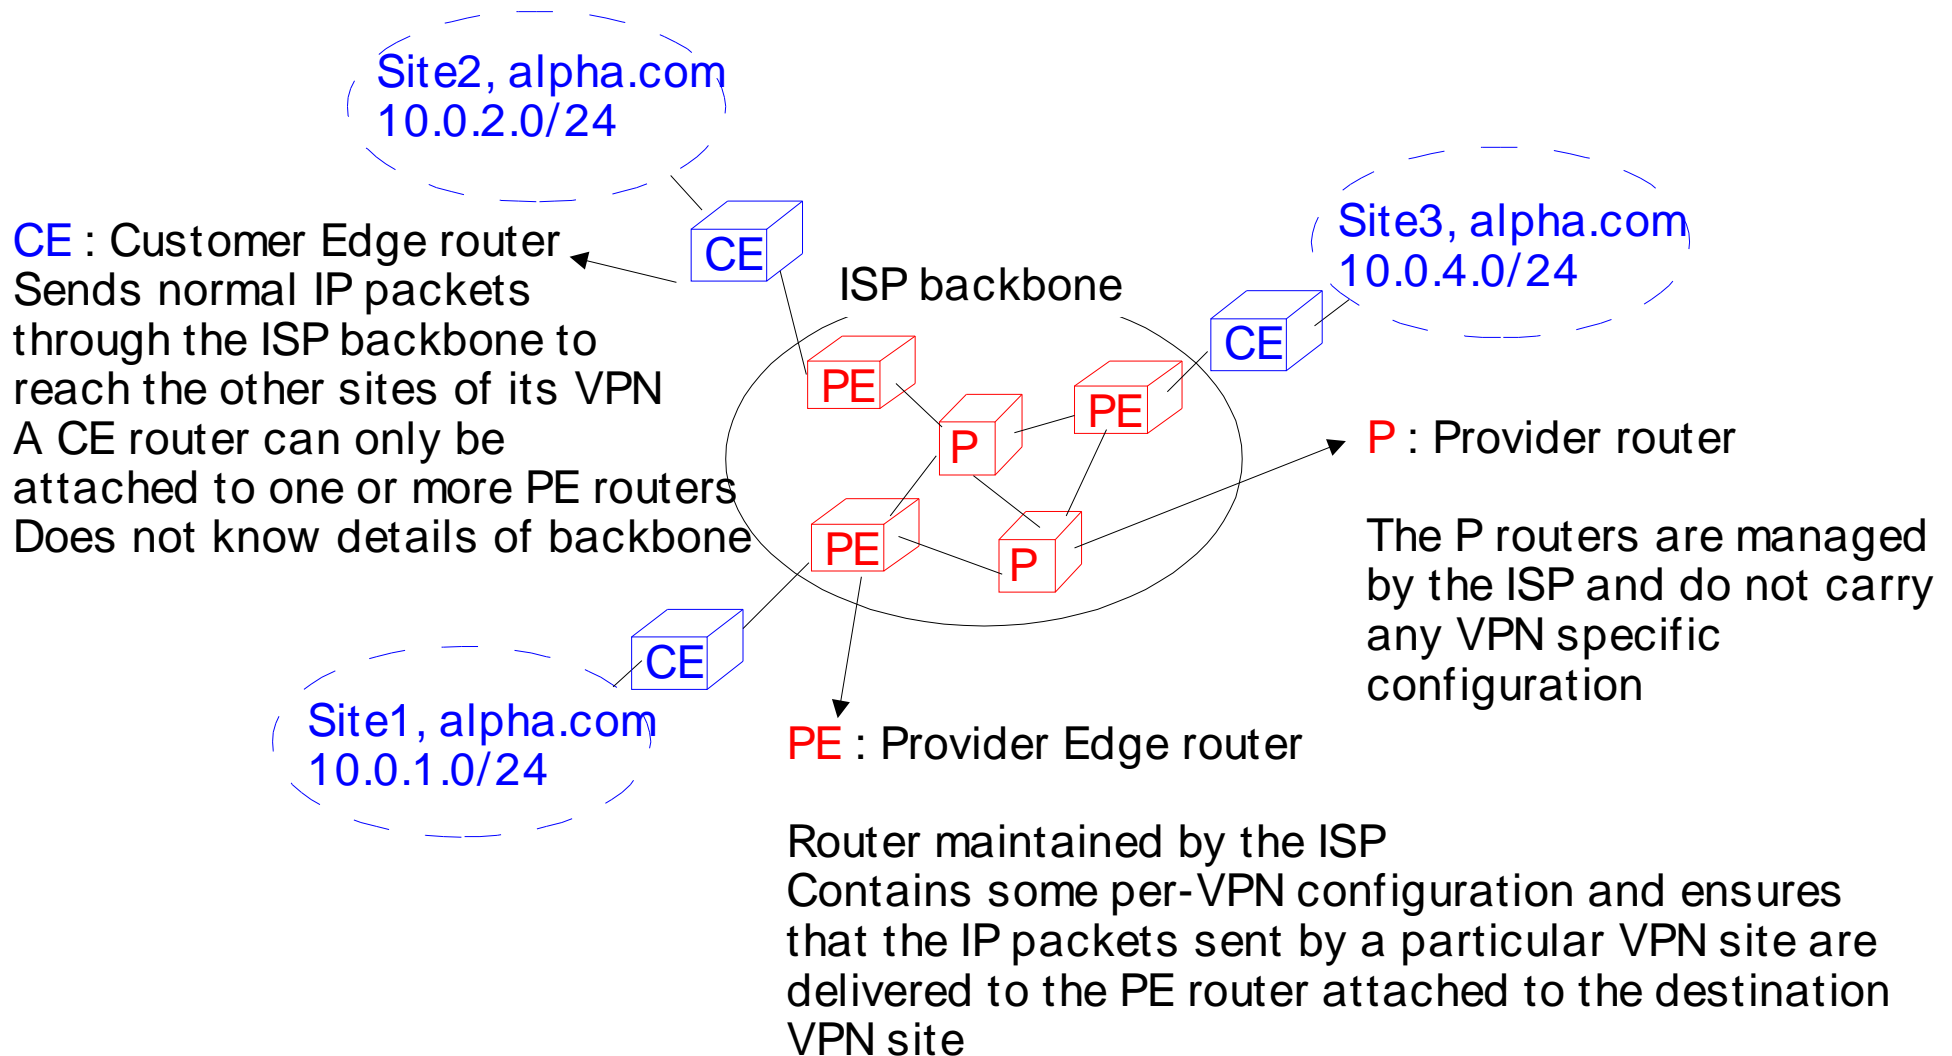 Site2, alpha.com
10.0.2.0/24
CE : Customer Edge router
Sends normal IP packets
through the ISP backbone to
reach the other sites of its VPN
A CE router can only be
attached to one or more PE routers
Does not know details of backbone
CE
ISP backbone
Site3, alpha.com
10.0.4.0/24
CE
PE
PE
P
PE
P
P : Provider router
The P routers are managed
by the ISP and do not carry
any VPN specific
configuration
CE
Site1, alpha.com
10.0.1.0/24
PE : Provider Edge router
Router maintained by the ISP
Contains some per-VPN configuration and ensures
that the IP packets sent by a particular VPN site are
delivered to the PE router attached to the destination
VPN site